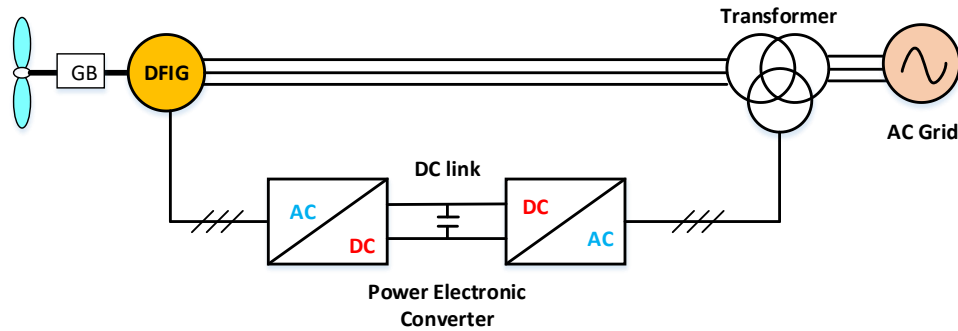 Transformer
GB
DFIG
AC Grid
DC link
AC
DC
DC
AC
Power Electronic
Converter